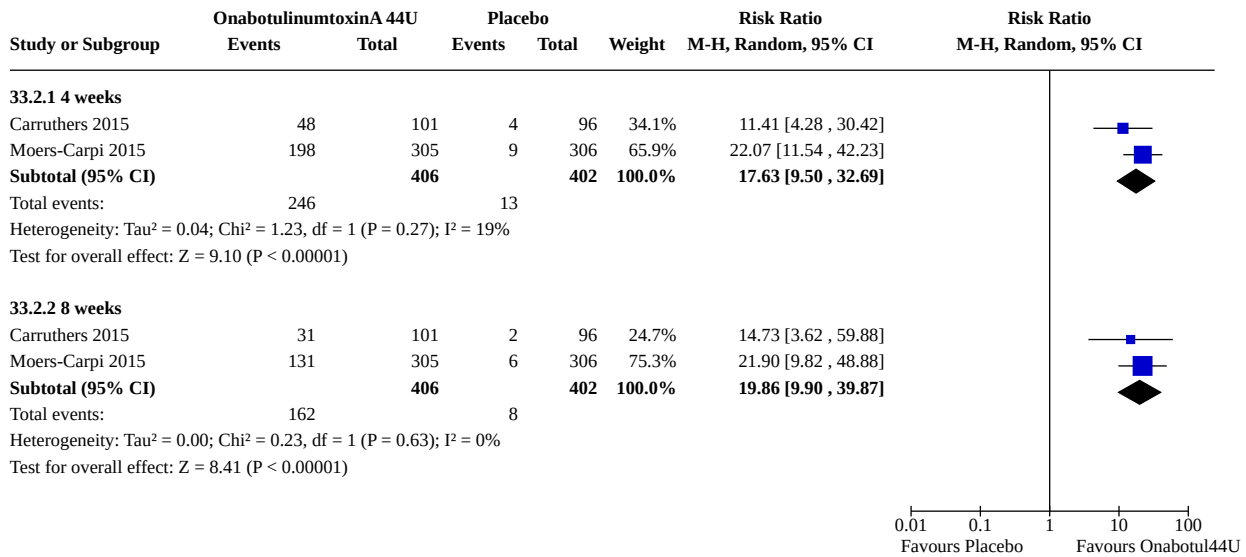 OnabotulinumtoxinA 44U Placebo Risk Ratio Risk Ratio
Study or Subgroup Events Total Events Total Weight M-H, Random, 95% CI M-H, Random, 95% CI
33.2.1 4 weeks
Carruthers 2015 48 101 4 96 34.1% 11.41 [4.28 , 30.42]
Moers-Carpi 2015 198 305 9 306 65.9% 22.07 [11.54 , 42.23]
Subtotal (95% CI) 406 402 100.0% 17.63 [9.50 , 32.69]
Total events: 246 13
Heterogeneity: Tau² = 0.04; Chi² = 1.23, df = 1 (P = 0.27); I² = 19%
Test for overall effect: Z = 9.10 (P < 0.00001)
33.2.2 8 weeks
Carruthers 2015 31 101 2 96 24.7% 14.73 [3.62 , 59.88]
Moers-Carpi 2015 131 305 6 306 75.3% 21.90 [9.82 , 48.88]
Subtotal (95% CI) 406 402 100.0% 19.86 [9.90 , 39.87]
Total events: 162 8
Heterogeneity: Tau² = 0.00; Chi² = 0.23, df = 1 (P = 0.63); I² = 0%
Test for overall effect: Z = 8.41 (P < 0.00001)
0.01 0.1 1 10 100
Favours Placebo Favours Onabotul44U